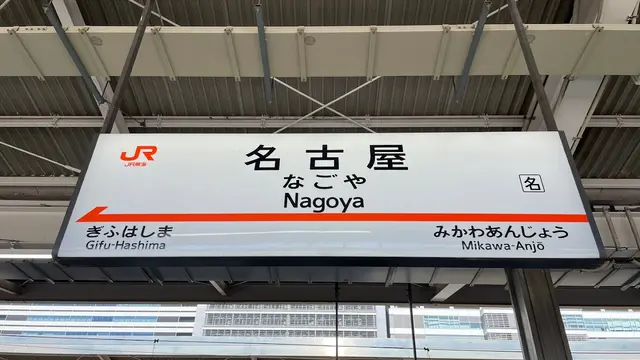 JR
JR東海
名古屋
なごや
Nagoya
名
ぎふはしま
Gifu-Hashima
みかわあんじょう
Mikawa-Anjō